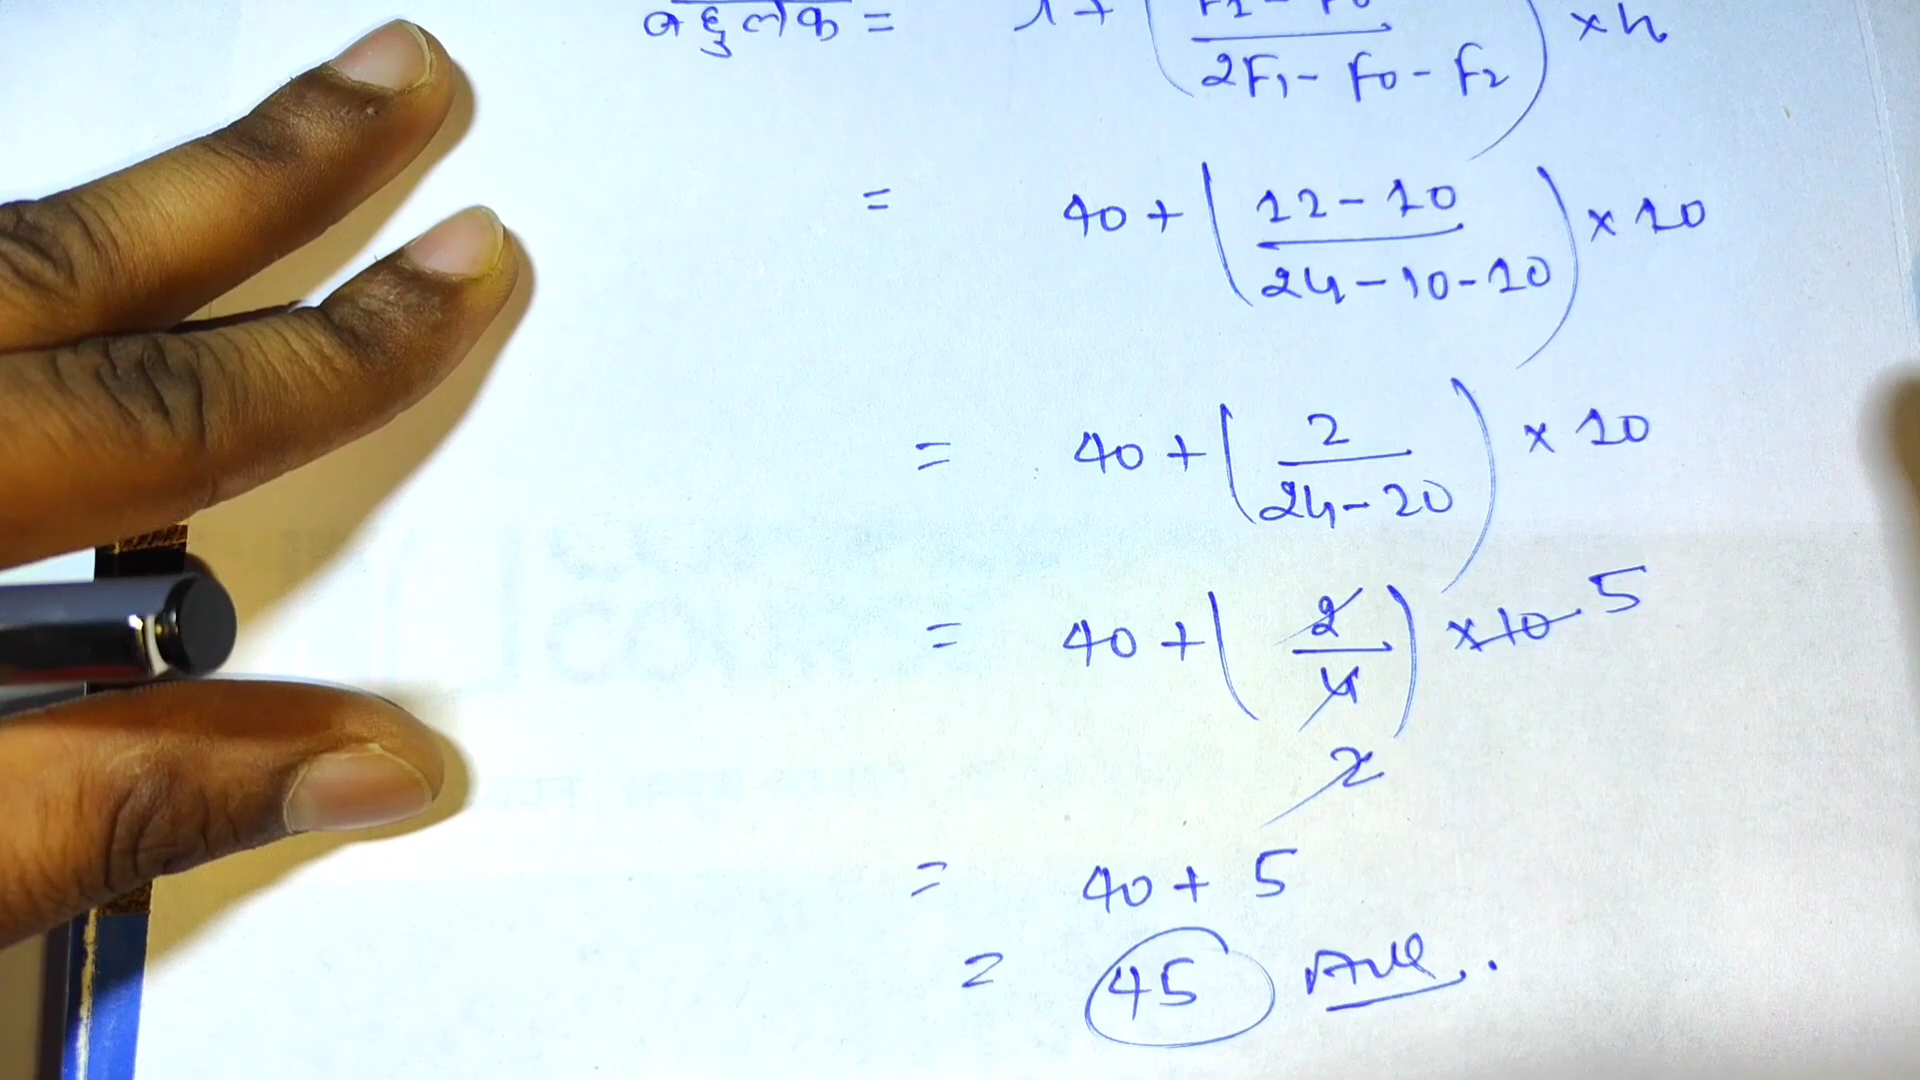 बहुलक = l + ( F1 - F0 / 2F1 - F0 - F2 ) × h
= 40 + ( 12 - 10 / 24 - 10 - 10 ) × 10
= 40 + ( 2 / 24 - 20 ) × 10
= 40 + ( 2 / 4 ) × 10 5
2
= 40 + 5
= 45 Ans.